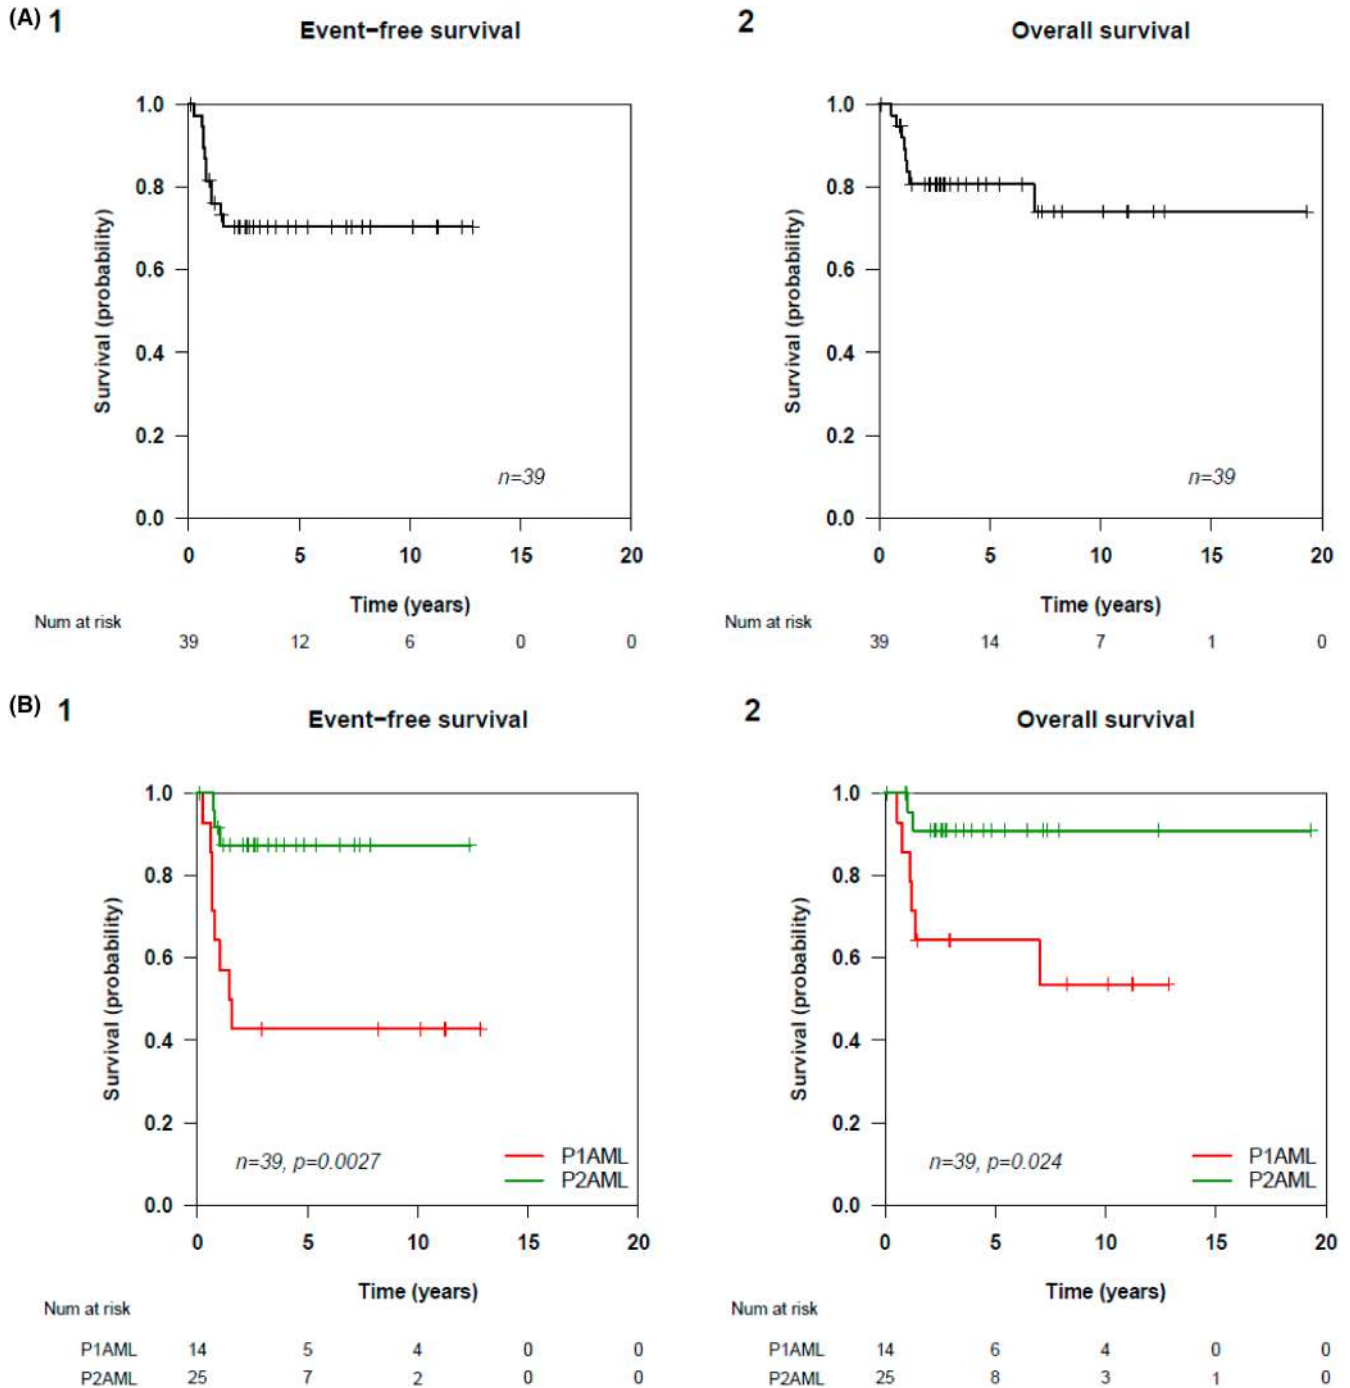 (A) 1
Event-free survival
1.0
0.8
0.6
0.4
0.2
0.0
Survival (probability)
n=39
0 5 10 15 20
Time (years)
Num at risk
39 12 6 0 0
2
Overall survival
1.0
0.8
0.6
0.4
0.2
0.0
Survival (probability)
n=39
0 5 10 15 20
Time (years)
Num at risk
39 14 7 1 0
(B) 1
Event-free survival
1.0
0.8
0.6
0.4
0.2
0.0
Survival (probability)
n=39, p=0.0027
P1AML
P2AML
0 5 10 15 20
Time (years)
Num at risk
P1AML 14 5 4 0 0
P2AML 25 7 2 0 0
2
Overall survival
1.0
0.8
0.6
0.4
0.2
0.0
Survival (probability)
n=39, p=0.024
P1AML
P2AML
0 5 10 15 20
Time (years)
Num at risk
P1AML 14 6 4 0 0
P2AML 25 8 3 1 0